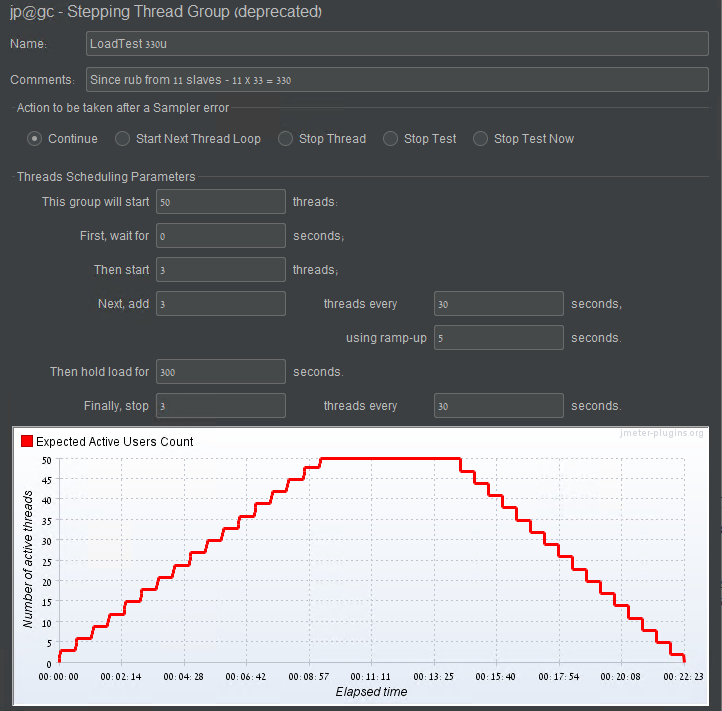 jp@gc - Stepping Thread Group (deprecated)
Name: LoadTest 330u
Comments: Since rub from 11 slaves - 11 X 33 = 330
Action to be taken after a Sampler error
Continue Start Next Thread Loop Stop Thread Stop Test Stop Test Now
Threads Scheduling Parameters
This group will start 50 threads:
First, wait for 0 seconds;
Then start 3 threads;
Next, add 3 threads every 30 seconds,
using ramp-up 5 seconds.
Then hold load for 300 seconds.
Finally, stop 3 threads every 30 seconds.
jmeter-plugins.org
Expected Active Users Count
50
45
40
35
30
25
20
15
10
5
0
Number of active threads
00:00:00 00:02:14 00:04:28 00:06:42 00:08:57 00:11:11 00:13:25 00:15:40 00:17:54 00:20:08 00:22:23
Elapsed time